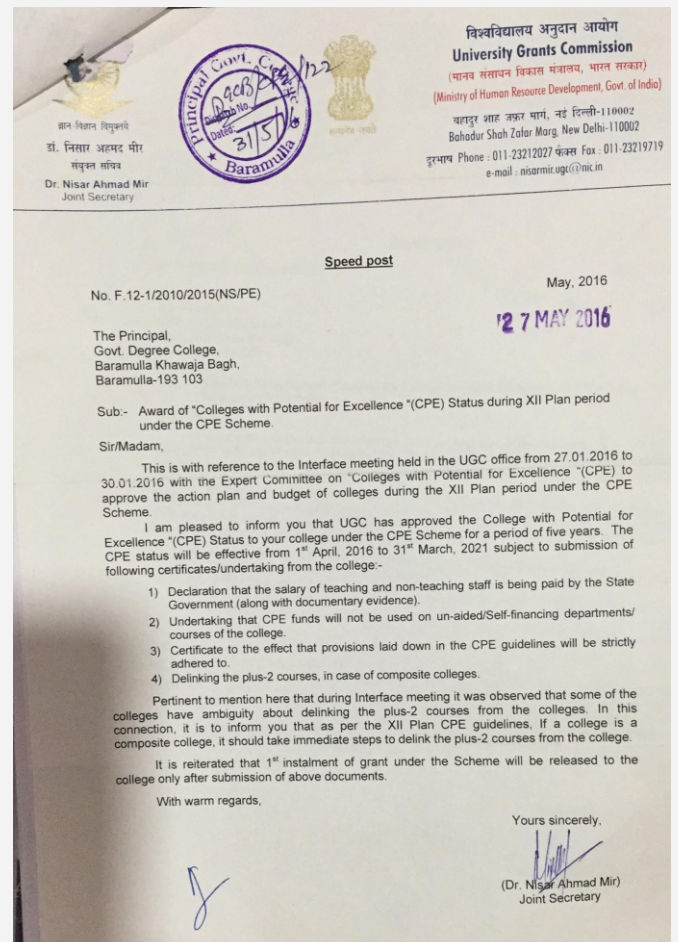 विश्वविद्यालय अनुदान आयोग
University Grants Commission
(मानव संसाधन विकास मंत्रालय, भारत सरकार)
(Ministry of Human Resource Development, Govt. of India)
बहादुर शाह ज़फ़र मार्ग, नई दिल्ली-110002
Bahadur Shah Zafar Marg, New Delhi-110002
दूरभाष Phone : 011-23212027 फेक्स Fax : 011-23219719
e-mail : nisarmir.ugc@nic.in
ज्ञान-विज्ञान विमुक्तये
डॉ. निसार अहमद मीर
संयुक्त सचिव
Dr. Nisar Ahmad Mir
Joint Secretary
Principal Govt. College
No.
Dated: 31/5/16
Baramulla
सत्यमेव जयते
Speed post
No. F.12-1/2010/2015(NS/PE)
May, 2016
27 MAY 2016
The Principal,
Govt. Degree College,
Baramulla Khawaja Bagh,
Baramulla-193 103
Sub:- Award of "Colleges with Potential for Excellence "(CPE) Status during XII Plan period
under the CPE Scheme.
Sir/Madam,
This is with reference to the Interface meeting held in the UGC office from 27.01.2016 to
30.01.2016 with the Expert Committee on "Colleges with Potential for Excellence "(CPE) to
approve the action plan and budget of colleges during the XII Plan period under the CPE
Scheme.
I am pleased to inform you that UGC has approved the College with Potential for
Excellence "(CPE) Status to your college under the CPE Scheme for a period of five years. The
CPE status will be effective from 1st April, 2016 to 31st March, 2021 subject to submission of
following certificates/undertaking from the college:-
1) Declaration that the salary of teaching and non-teaching staff is being paid by the State
Government (along with documentary evidence).
2) Undertaking that CPE funds will not be used on un-aided/Self-financing departments/
courses of the college.
3) Certificate to the effect that provisions laid down in the CPE guidelines will be strictly
adhered to.
4) Delinking the plus-2 courses, in case of composite colleges.
Pertinent to mention here that during Interface meeting it was observed that some of the
colleges have ambiguity about delinking the plus-2 courses from the colleges. In this
connection, it is to inform you that as per the XII Plan CPE guidelines, If a college is a
composite college, it should take immediate steps to delink the plus-2 courses from the college.
It is reiterated that 1st instalment of grant under the Scheme will be released to the
college only after submission of above documents.
With warm regards,
Yours sincerely,
(Dr. Nisar Ahmad Mir)
Joint Secretary